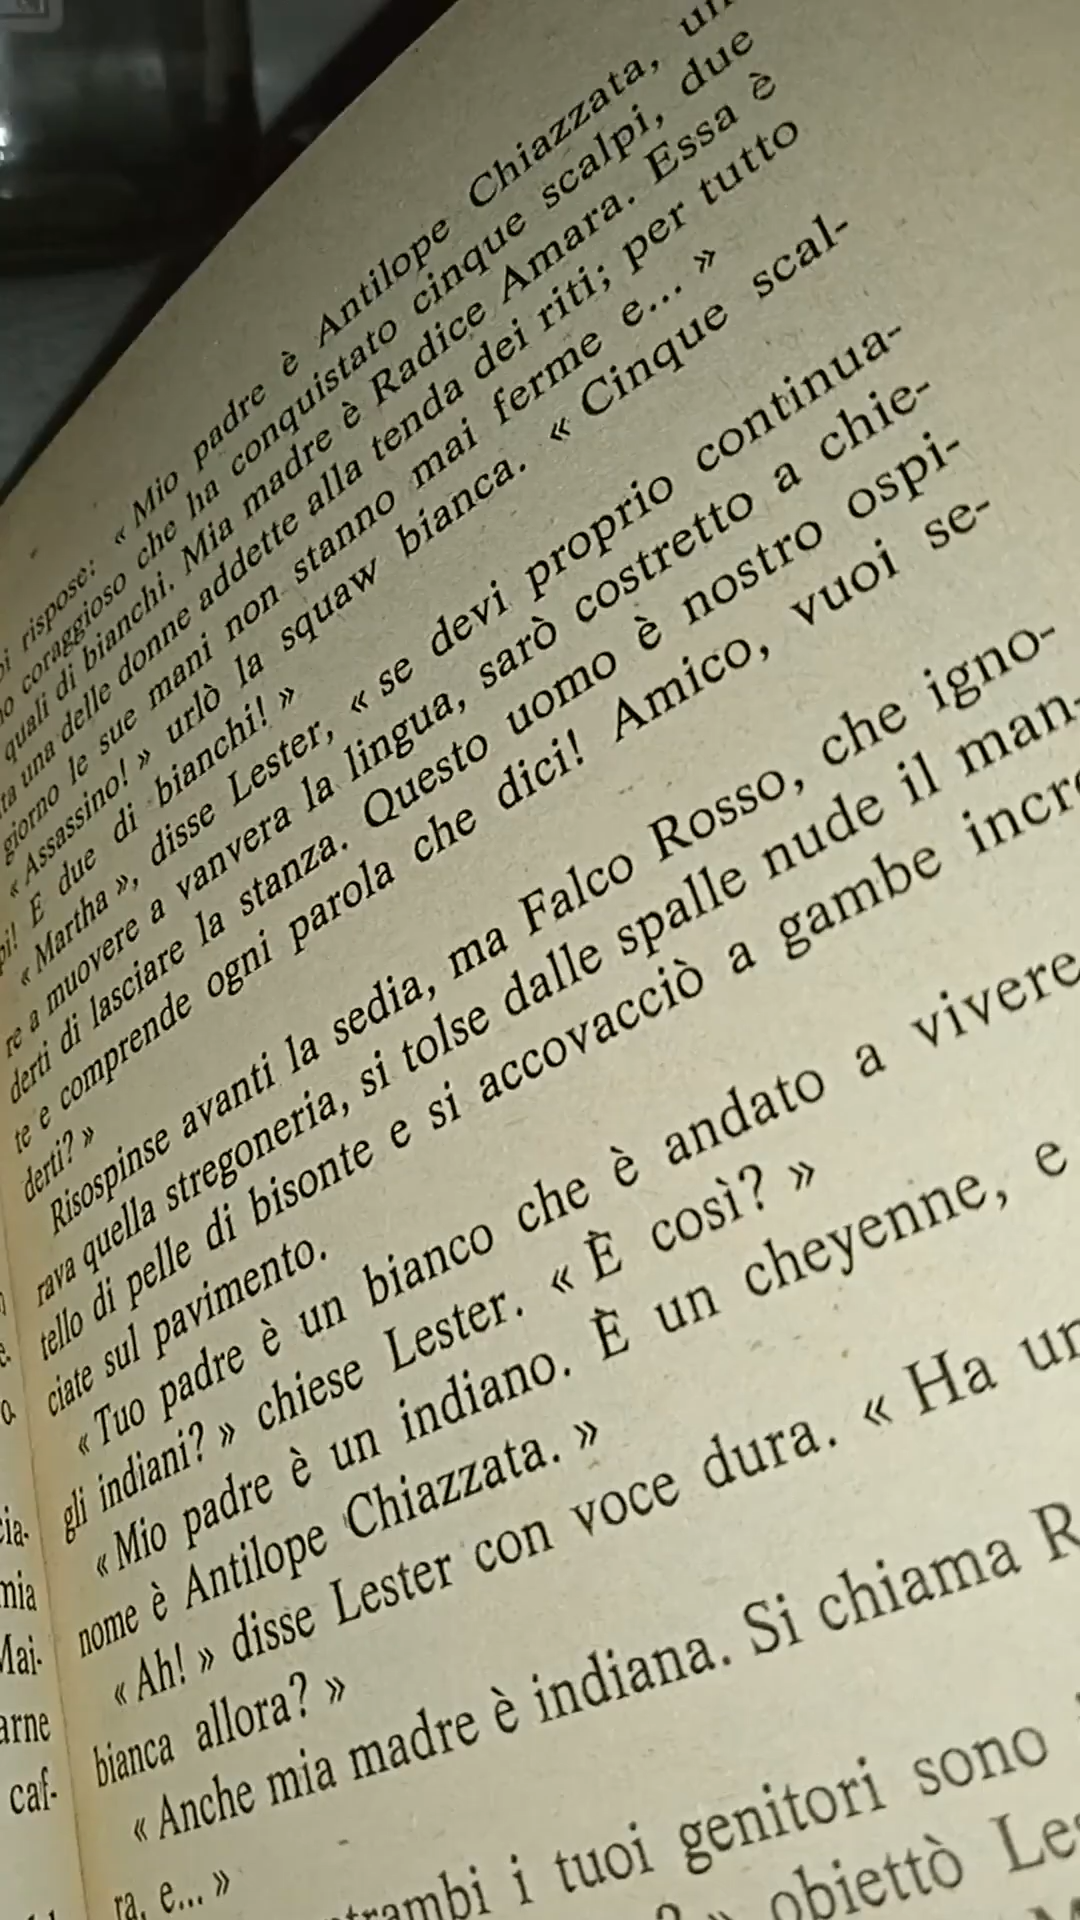 rispose: « Mio padre è Antilope Chiazzata, un
coraggioso che ha conquistato cinque scalpi, due
quali di bianchi. Mia madre è Radice Amara. Essa è
una delle donne addette alla tenda dei riti; per tutto
giorno le sue mani non stanno mai ferme e... »
« Assassino! » urlò la squaw bianca. « Cinque scal-
pi! E due di bianchi! »
« Martha », disse Lester, « se devi proprio continua-
re a muovere a vanvera la lingua, sarò costretto a chie-
derti di lasciare la stanza. Questo uomo è nostro ospi-
te e comprende ogni parola che dici! Amico, vuoi se-
derti? »
Risospinse avanti la sedia, ma Falco Rosso, che igno-
rava quella stregoneria, si tolse dalle spalle nude il man-
tello di pelle di bisonte e si accovacciò a gambe incro
ciate sul pavimento.
« Tuo padre è un bianco che è andato a vivere
gli indiani? » chiese Lester. « È così? »
« Mio padre è un indiano. È un cheyenne, e
nome è Antilope Chiazzata. »
« Ah! » disse Lester con voce dura. « Ha un
bianca allora? »
« Anche mia madre è indiana. Si chiama R
ra, e... »
trambi i tuoi genitori sono
? » obiettò Les
cia-
mia
Mai-
arne
caf-